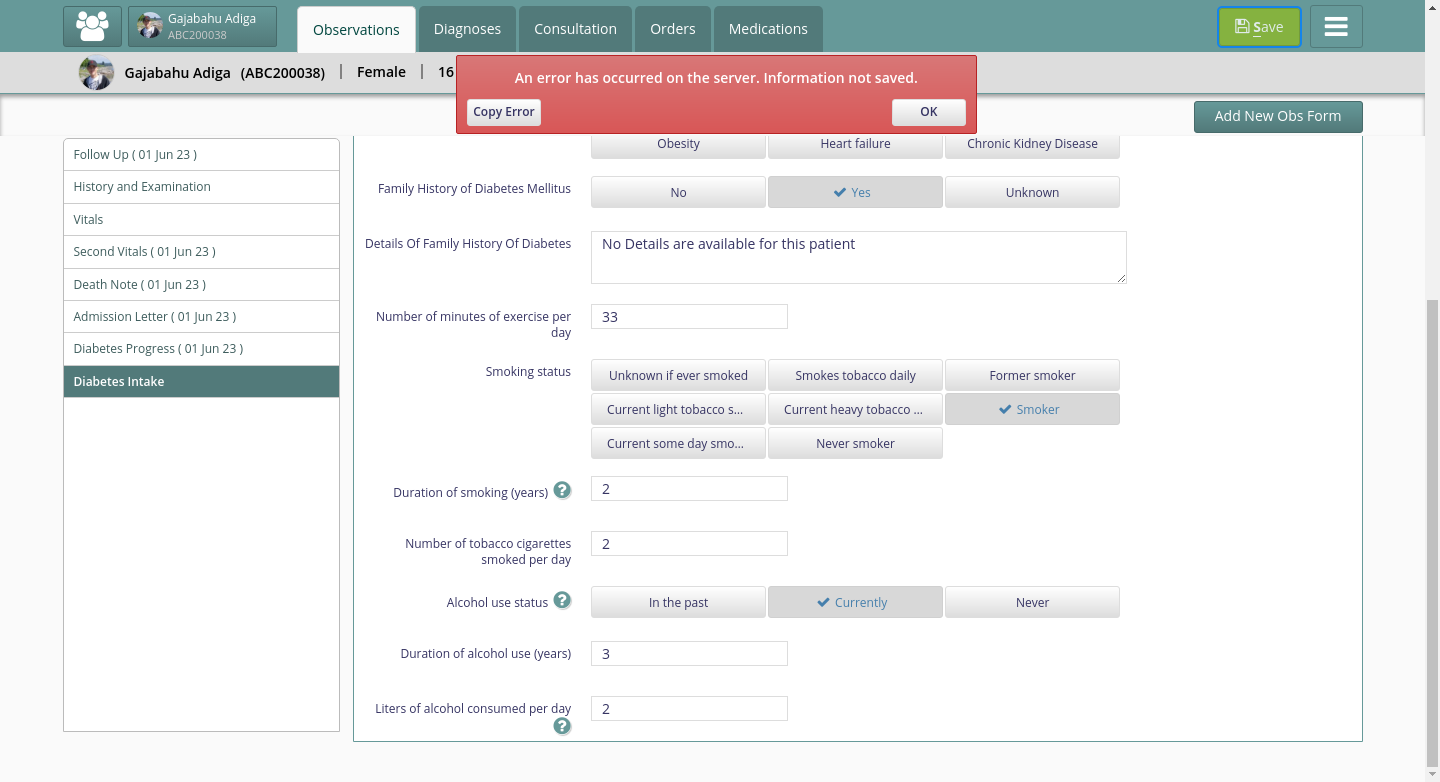 Gajabahu Adiga
ABC200038
Observations
Diagnoses
Consultation
Orders
Medications
Save
Gajabahu Adiga (ABC200038) | Female | 16
An error has occurred on the server. Information not saved.
Copy Error
OK
Add New Obs Form
Follow Up ( 01 Jun 23 )
History and Examination
Vitals
Second Vitals ( 01 Jun 23 )
Death Note ( 01 Jun 23 )
Admission Letter ( 01 Jun 23 )
Diabetes Progress ( 01 Jun 23 )
Diabetes Intake
Obesity
Heart failure
Chronic Kidney Disease
Family History of Diabetes Mellitus
No
Yes
Unknown
Details Of Family History Of Diabetes
No Details are available for this patient
Number of minutes of exercise per
day
33
Smoking status
Unknown if ever smoked
Smokes tobacco daily
Former smoker
Current light tobacco s...
Current heavy tobacco ...
Smoker
Current some day smo...
Never smoker
Duration of smoking (years) ?
2
Number of tobacco cigarettes
smoked per day
2
Alcohol use status ?
In the past
Currently
Never
Duration of alcohol use (years)
3
Liters of alcohol consumed per day
?
2